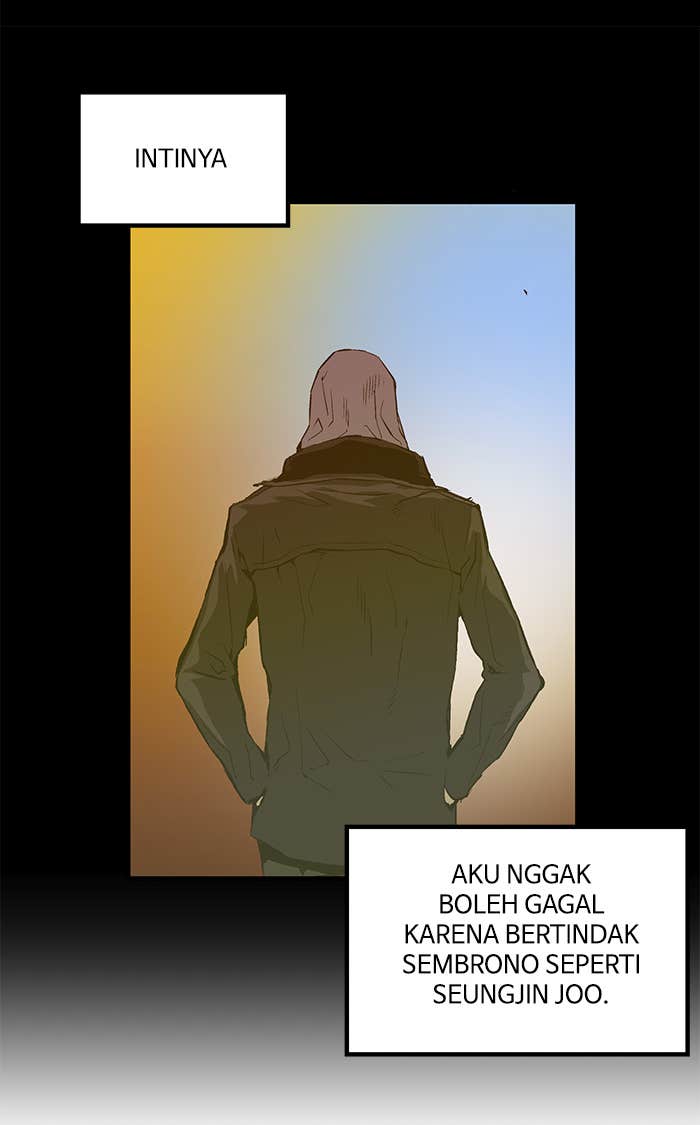 INTINYA
AKU NGGAK
BOLEH GAGAL
KARENA BERTINDAK
SEMBRONO SEPERTI
SEUNGJIN JOO.